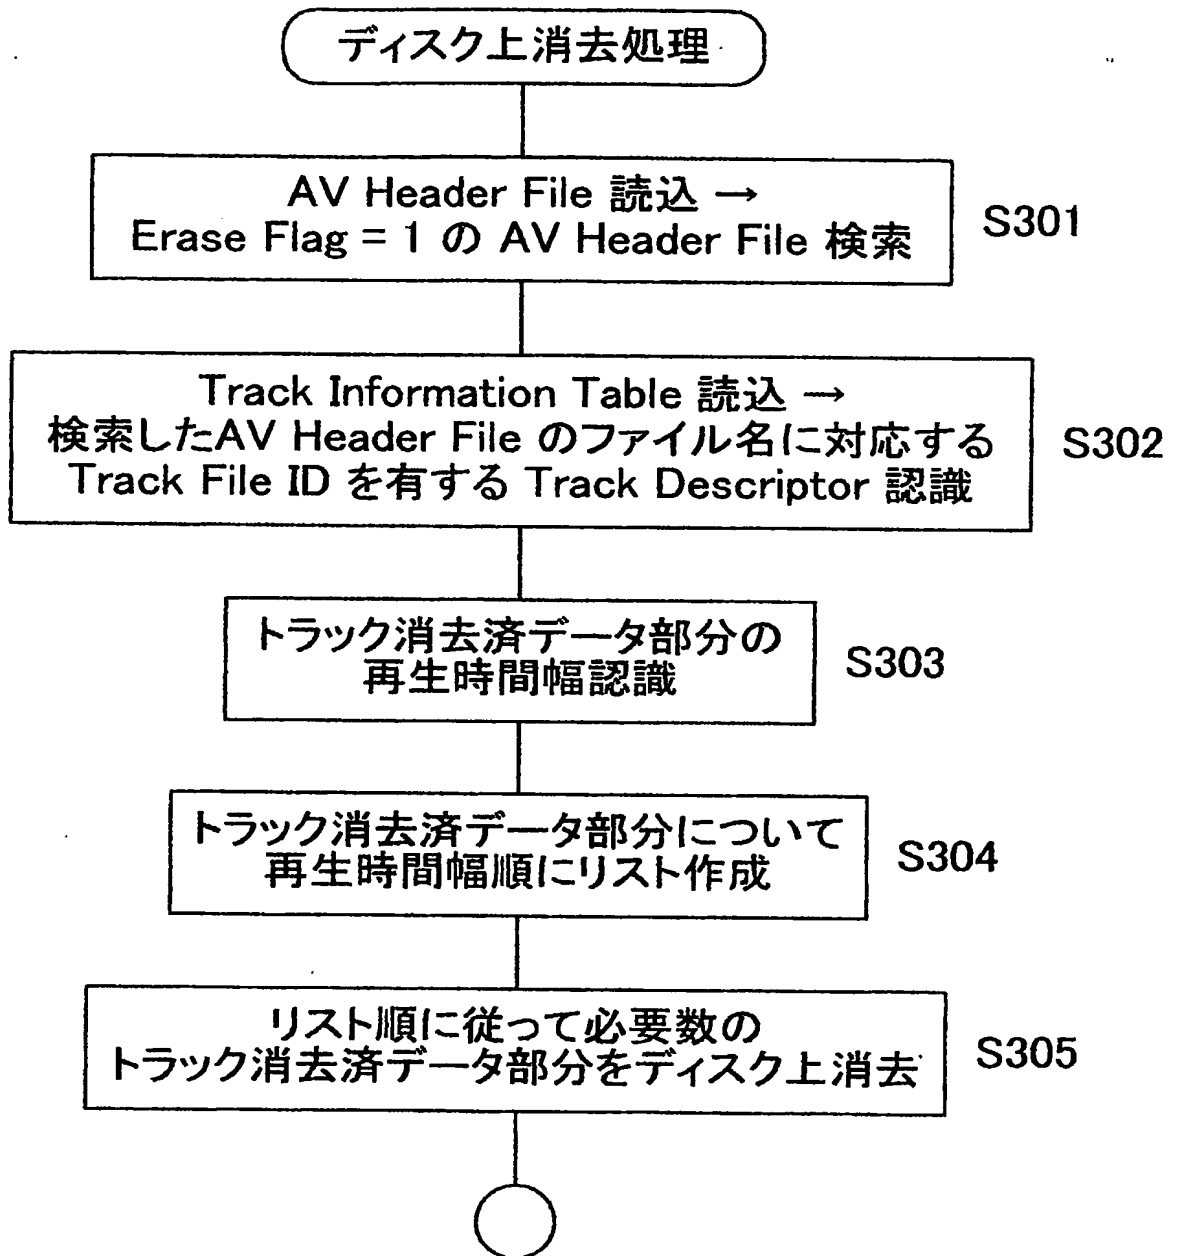 ディスク上消去処理
AV Header File 読込 →
Erase Flag = 1 の AV Header File 検索
S301
Track Information Table 読込 →
検索したAV Header File のファイル名に対応する
Track File ID を有する Track Descriptor 認識
S302
トラック消去済データ部分の
再生時間幅認識
S303
トラック消去済データ部分について
再生時間幅順にリスト作成
S304
リスト順に従って必要数の
トラック消去済データ部分をディスク上消去
S305